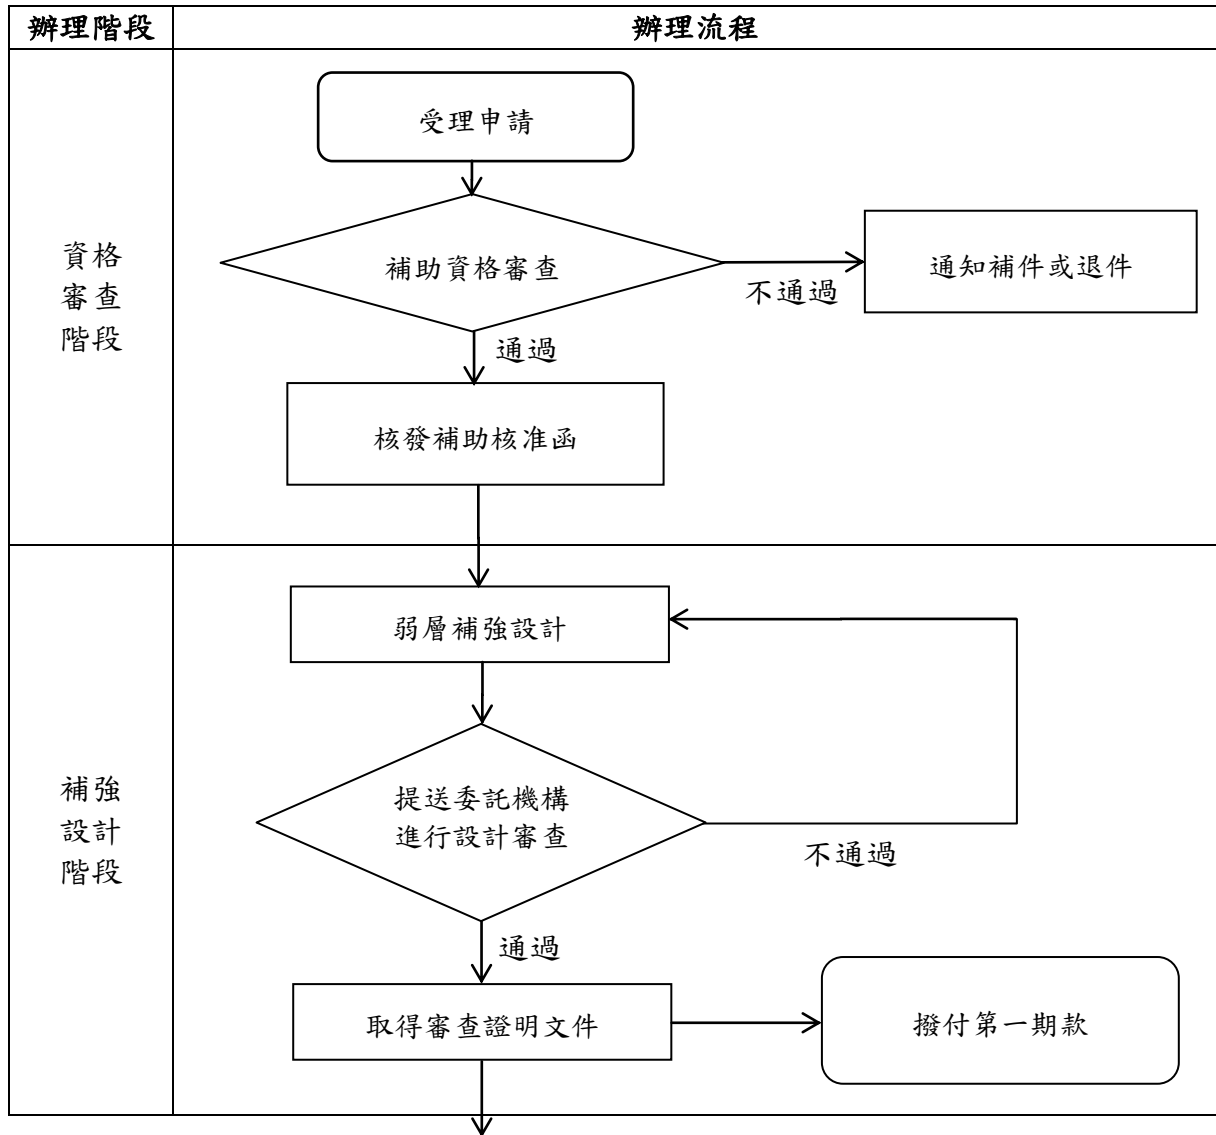 辦理階段
辦理流程
資格
審查
階段
受理申請
補助資格審查
不通過
通知補件或退件
通過
核發補助核准函
補強
設計
階段
弱層補強設計
提送委託機構
進行設計審查
不通過
通過
取得審查證明文件
撥付第一期款